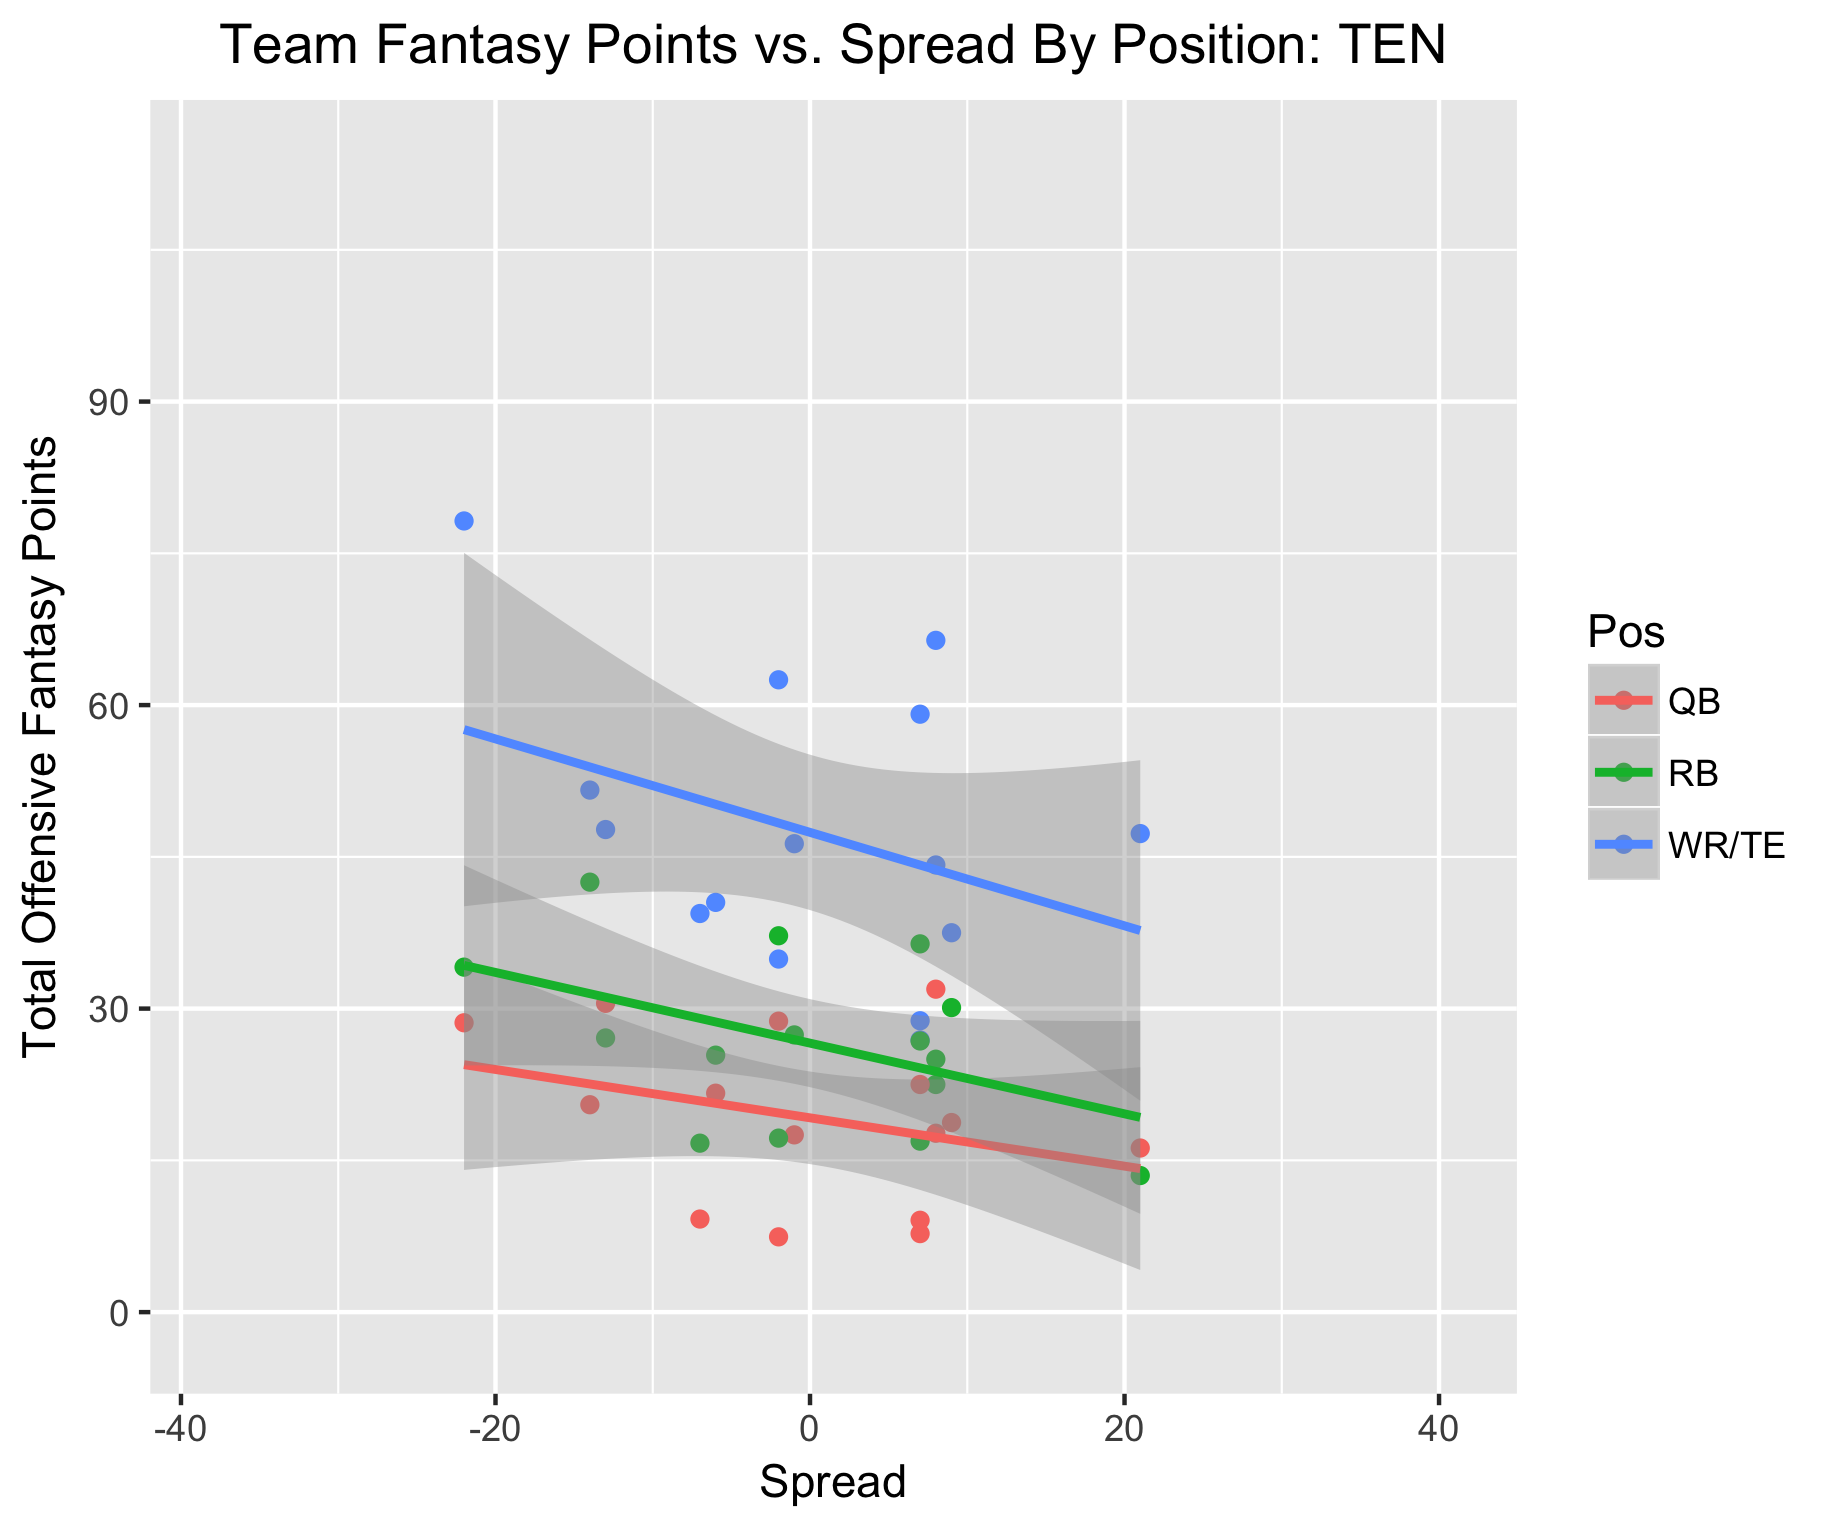 Team Fantasy Points vs. Spread By Position: TEN
Total Offensive Fantasy Points
90
60
30
0
-40
-20
0
20
40
Spread
Pos
QB
RB
WR/TE